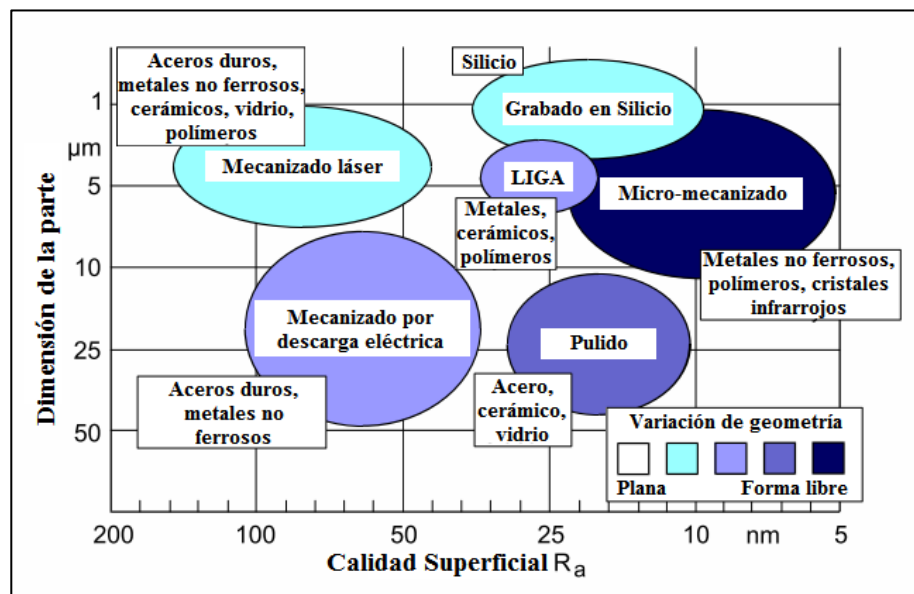 Aceros duros,
metales no ferrosos,
cerámicos, vidrio,
polímeros
Silicio
Grabado en Silicio
Mecanizado láser
LIGA
Micro-mecanizado
Metales,
cerámicos,
polímeros
Metales no ferrosos,
polímeros, cristales
infrarrojos
Mecanizado por
descarga eléctrica
Pulido
Aceros duros,
metales no
ferrosos
Acero,
cerámico,
vidrio
Variación de geometría
Plana
Forma libre
Dimensión de la parte
1
µm
5
10
25
50
200
100
50
25
10
nm
5
Calidad Superficial Ra